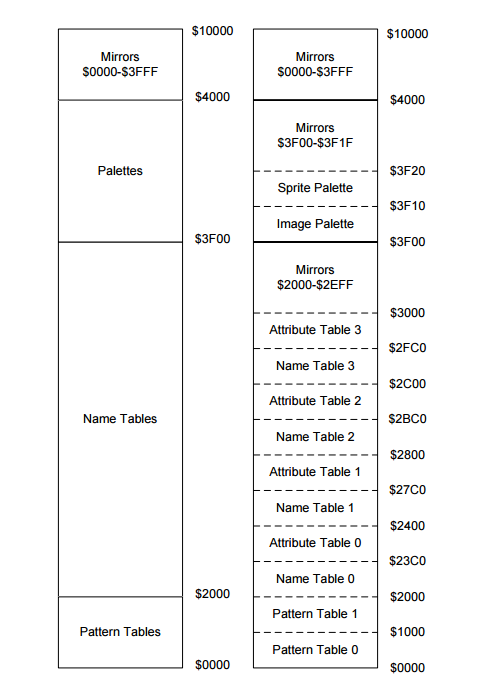 $10000
Mirrors
$0000-$3FFF
$4000
Palettes
$3F00
Name Tables
$2000
Pattern Tables
$0000
$10000
Mirrors
$0000-$3FFF
$4000
Mirrors
$3F00-$3F1F
$3F20
Sprite Palette
$3F10
Image Palette
$3F00
Mirrors
$2000-$2EFF
$3000
Attribute Table 3
$2FC0
Name Table 3
$2C00
Attribute Table 2
$2BC0
Name Table 2
$2800
Attribute Table 1
$27C0
Name Table 1
$2400
Attribute Table 0
$23C0
Name Table 0
$2000
Pattern Table 1
$1000
Pattern Table 0
$0000